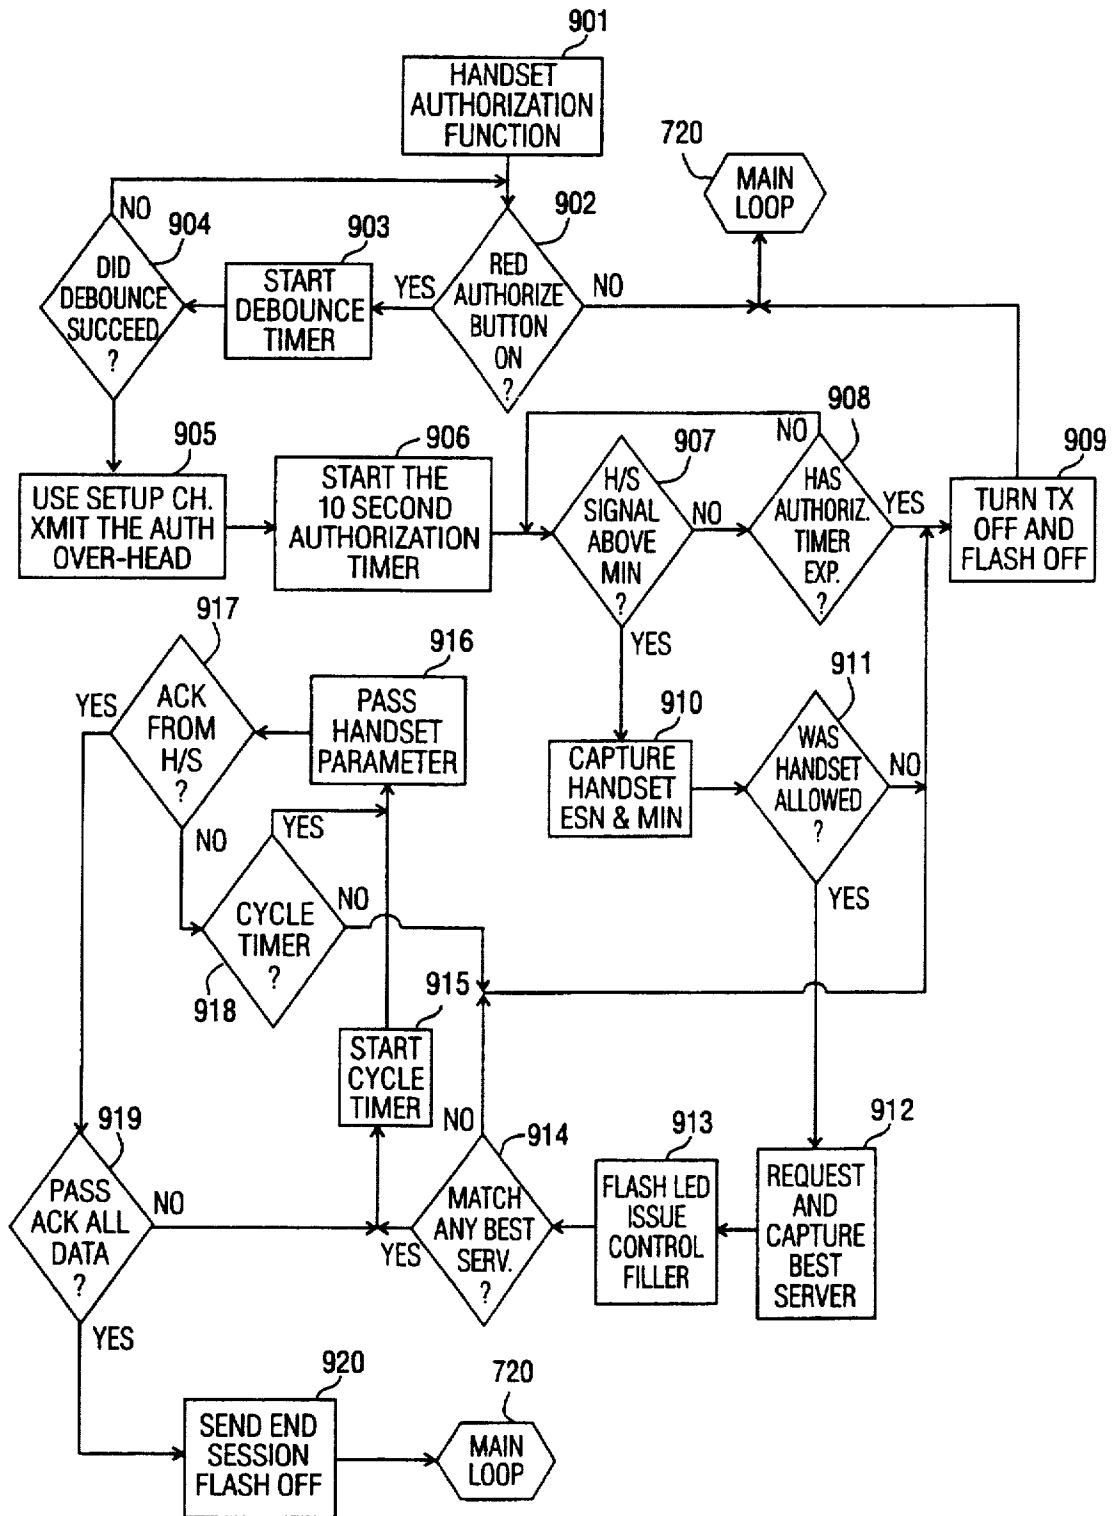 901
HANDSET
AUTHORIZATION
FUNCTION
720
MAIN
LOOP
NO
904
903
902
DID
DEBOUNCE
SUCCEED
?
START
DEBOUNCE
TIMER
YES
RED
AUTHORIZE
BUTTON
ON
?
NO
905
USE SETUP CH.
XMIT THE AUTH
OVER-HEAD
906
START THE
10 SECOND
AUTHORIZATION
TIMER
907
H/S
SIGNAL
ABOVE
MIN
?
NO
YES
908
NO
HAS
AUTHORIZ.
TIMER
EXP.
?
YES
909
TURN TX
OFF AND
FLASH OFF
917
YES
ACK
FROM
H/S
?
NO
916
PASS
HANDSET
PARAMETER
910
CAPTURE
HANDSET
ESN & MIN
911
WAS
HANDSET
ALLOWED
?
NO
YES
YES
CYCLE
TIMER
?
NO
918
915
START
CYCLE
TIMER
919
PASS
ACK ALL
DATA
?
NO
YES
NO
914
MATCH
ANY BEST
SERV.
?
YES
913
FLASH LED
ISSUE
CONTROL
FILLER
912
REQUEST
AND
CAPTURE
BEST
SERVER
920
SEND END
SESSION
FLASH OFF
720
MAIN
LOOP